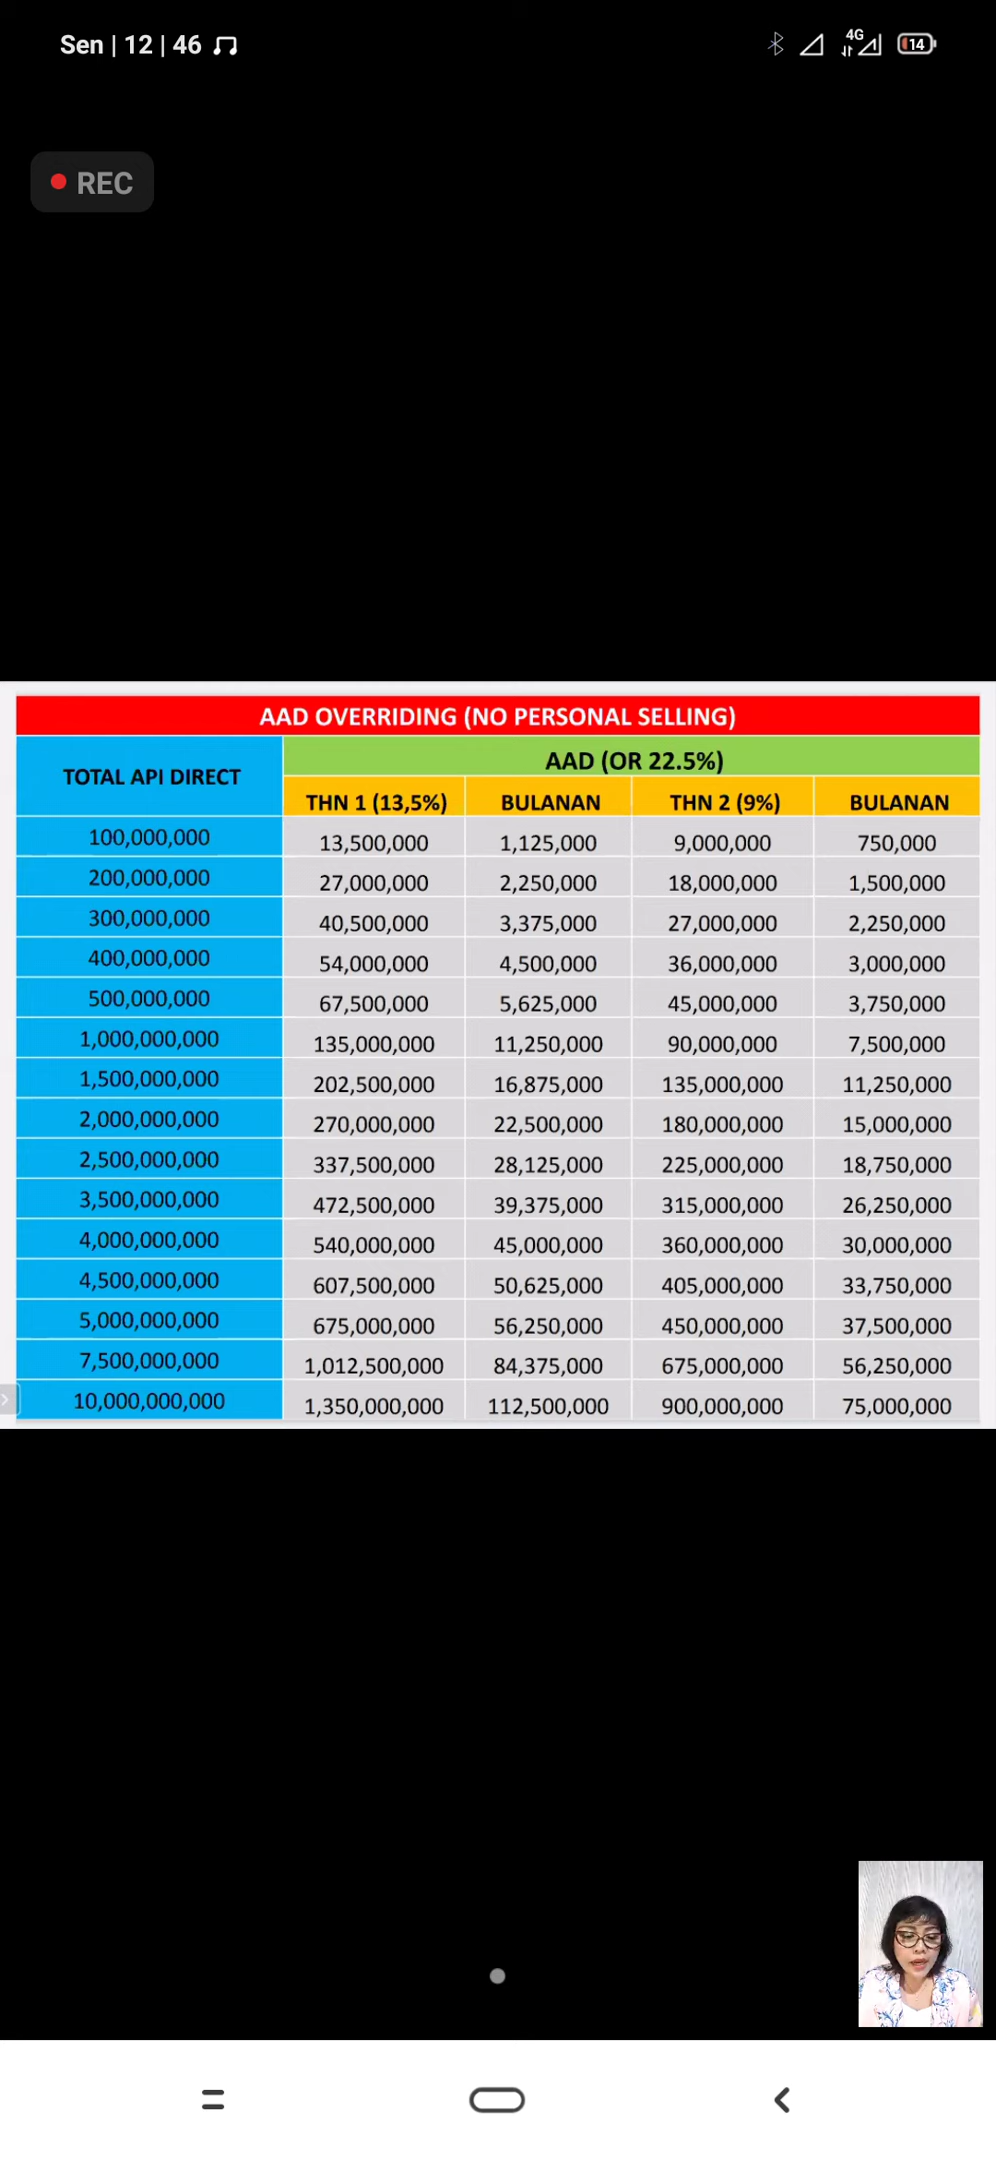 Sen | 12 | 46
4G
14
REC
AAD OVERRIDING (NO PERSONAL SELLING)
TOTAL API DIRECT
AAD (OR 22.5%)
THN 1 (13,5%) BULANAN THN 2 (9%) BULANAN
100,000,000 13,500,000 1,125,000 9,000,000 750,000
200,000,000 27,000,000 2,250,000 18,000,000 1,500,000
300,000,000 40,500,000 3,375,000 27,000,000 2,250,000
400,000,000 54,000,000 4,500,000 36,000,000 3,000,000
500,000,000 67,500,000 5,625,000 45,000,000 3,750,000
1,000,000,000 135,000,000 11,250,000 90,000,000 7,500,000
1,500,000,000 202,500,000 16,875,000 135,000,000 11,250,000
2,000,000,000 270,000,000 22,500,000 180,000,000 15,000,000
2,500,000,000 337,500,000 28,125,000 225,000,000 18,750,000
3,500,000,000 472,500,000 39,375,000 315,000,000 26,250,000
4,000,000,000 540,000,000 45,000,000 360,000,000 30,000,000
4,500,000,000 607,500,000 50,625,000 405,000,000 33,750,000
5,000,000,000 675,000,000 56,250,000 450,000,000 37,500,000
7,500,000,000 1,012,500,000 84,375,000 675,000,000 56,250,000
10,000,000,000 1,350,000,000 112,500,000 900,000,000 75,000,000